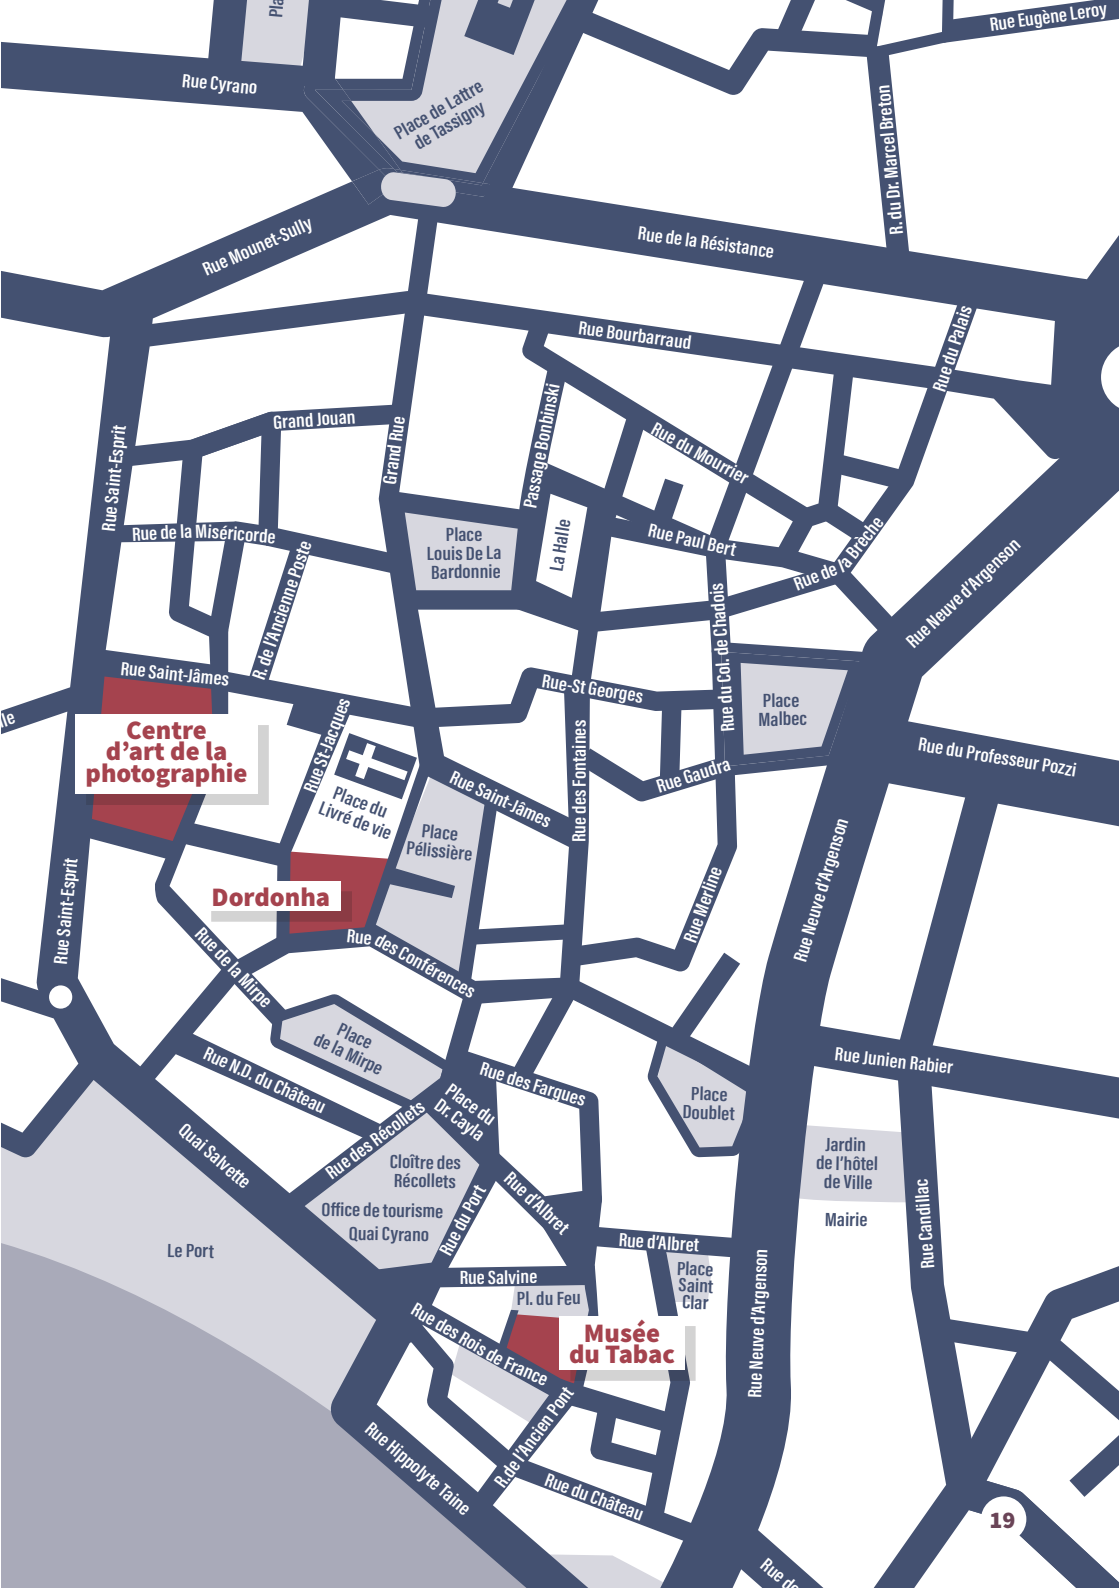 Pla
Rue Eugène Leroy
Rue Cyrano
Place de Lattre
de Tassigny
R. du Dr. Marcel Breton
Rue Mounet-Sully
Rue de la Résistance
Rue Bourbarraud
Rue du Palais
Grand Jouan
Grand Rue
Passage Bonbinski
Rue du Mourrier
Rue Saint-Esprit
Rue de la Miséricorde
Place
Louis De La
Bardonnie
La Halle
Rue Paul Bert
Rue de la Brèche
Rue Neuve d'Argenson
R. de l'Ancienne Poste
Rue du Col. de Chadois
Rue Saint-Jâmes
Rue-St Georges
Place
Malbec
le
Centre
d'art de la
photographie
Rue St-Jacques
Rue du Professeur Pozzi
Rue des Fontaines
Rue Gaudra
Rue Saint-Jâmes
Place du
Livré de vie
Place
Pélissière
Rue Neuve d'Argenson
Rue Merline
Rue Saint-Esprit
Dordonha
Rue des Conférences
Rue de la Mirpe
Place
de la Mirpe
Rue N.D. du Château
Rue des Fargues
Rue Junien Rabier
Place du
Dr. Cayla
Place
Doublet
Rue des Récollets
Quai Salvette
Jardin
de l'hôtel
de Ville
Mairie
Cloître des
Récollets
Office de tourisme
Quai Cyrano
Rue du Port
Rue d'Albret
Rue Candillac
Rue d'Albret
Le Port
Rue Salvine
Place
Saint
Clar
Pl. du Feu
Rue Neuve d'Argenson
Rue des Rois de France
Musée
du Tabac
R.de l'Ancien Pont
Rue Hippolyte Taine
Rue du Château
Rue de
19